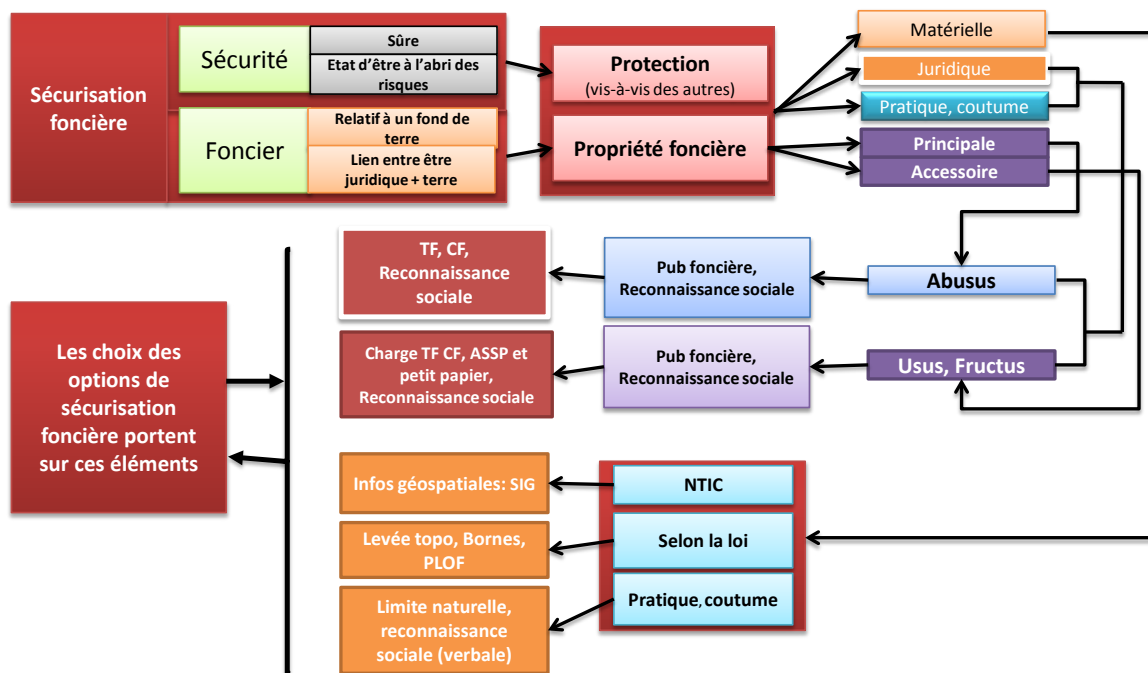 Sécurisation
foncière
Sécurité
Sûre
Etat d'être à l'abri des
risques
Foncier
Relatif à un fond de
terre
Lien entre être
juridique + terre
Protection
(vis-à-vis des autres)
Propriété foncière
Matérielle
Juridique
Pratique, coutume
Principale
Accessoire
TF, CF,
Reconnaissance
sociale
Pub foncière,
Reconnaissance sociale
Abusus
Les choix des
options de
sécurisation
foncière portent
sur ces éléments
Charge TF CF, ASSP et
petit papier,
Reconnaissance sociale
Pub foncière,
Reconnaissance sociale
Usus, Fructus
Infos géospatiales: SIG
NTIC
Levée topo, Bornes,
PLOF
Selon la loi
Limite naturelle,
reconnaissance
sociale (verbale)
Pratique, coutume